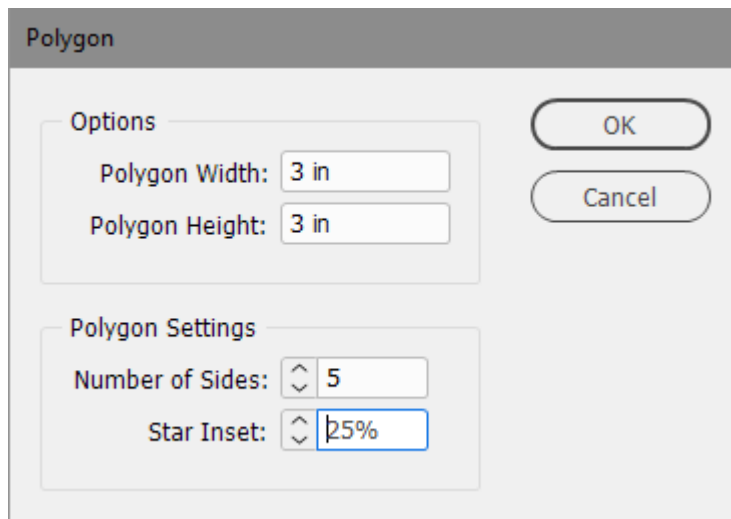 Polygon
Options
Polygon Width: 3 in
Polygon Height: 3 in
OK
Cancel
Polygon Settings
Number of Sides: 5
Star Inset: 25%